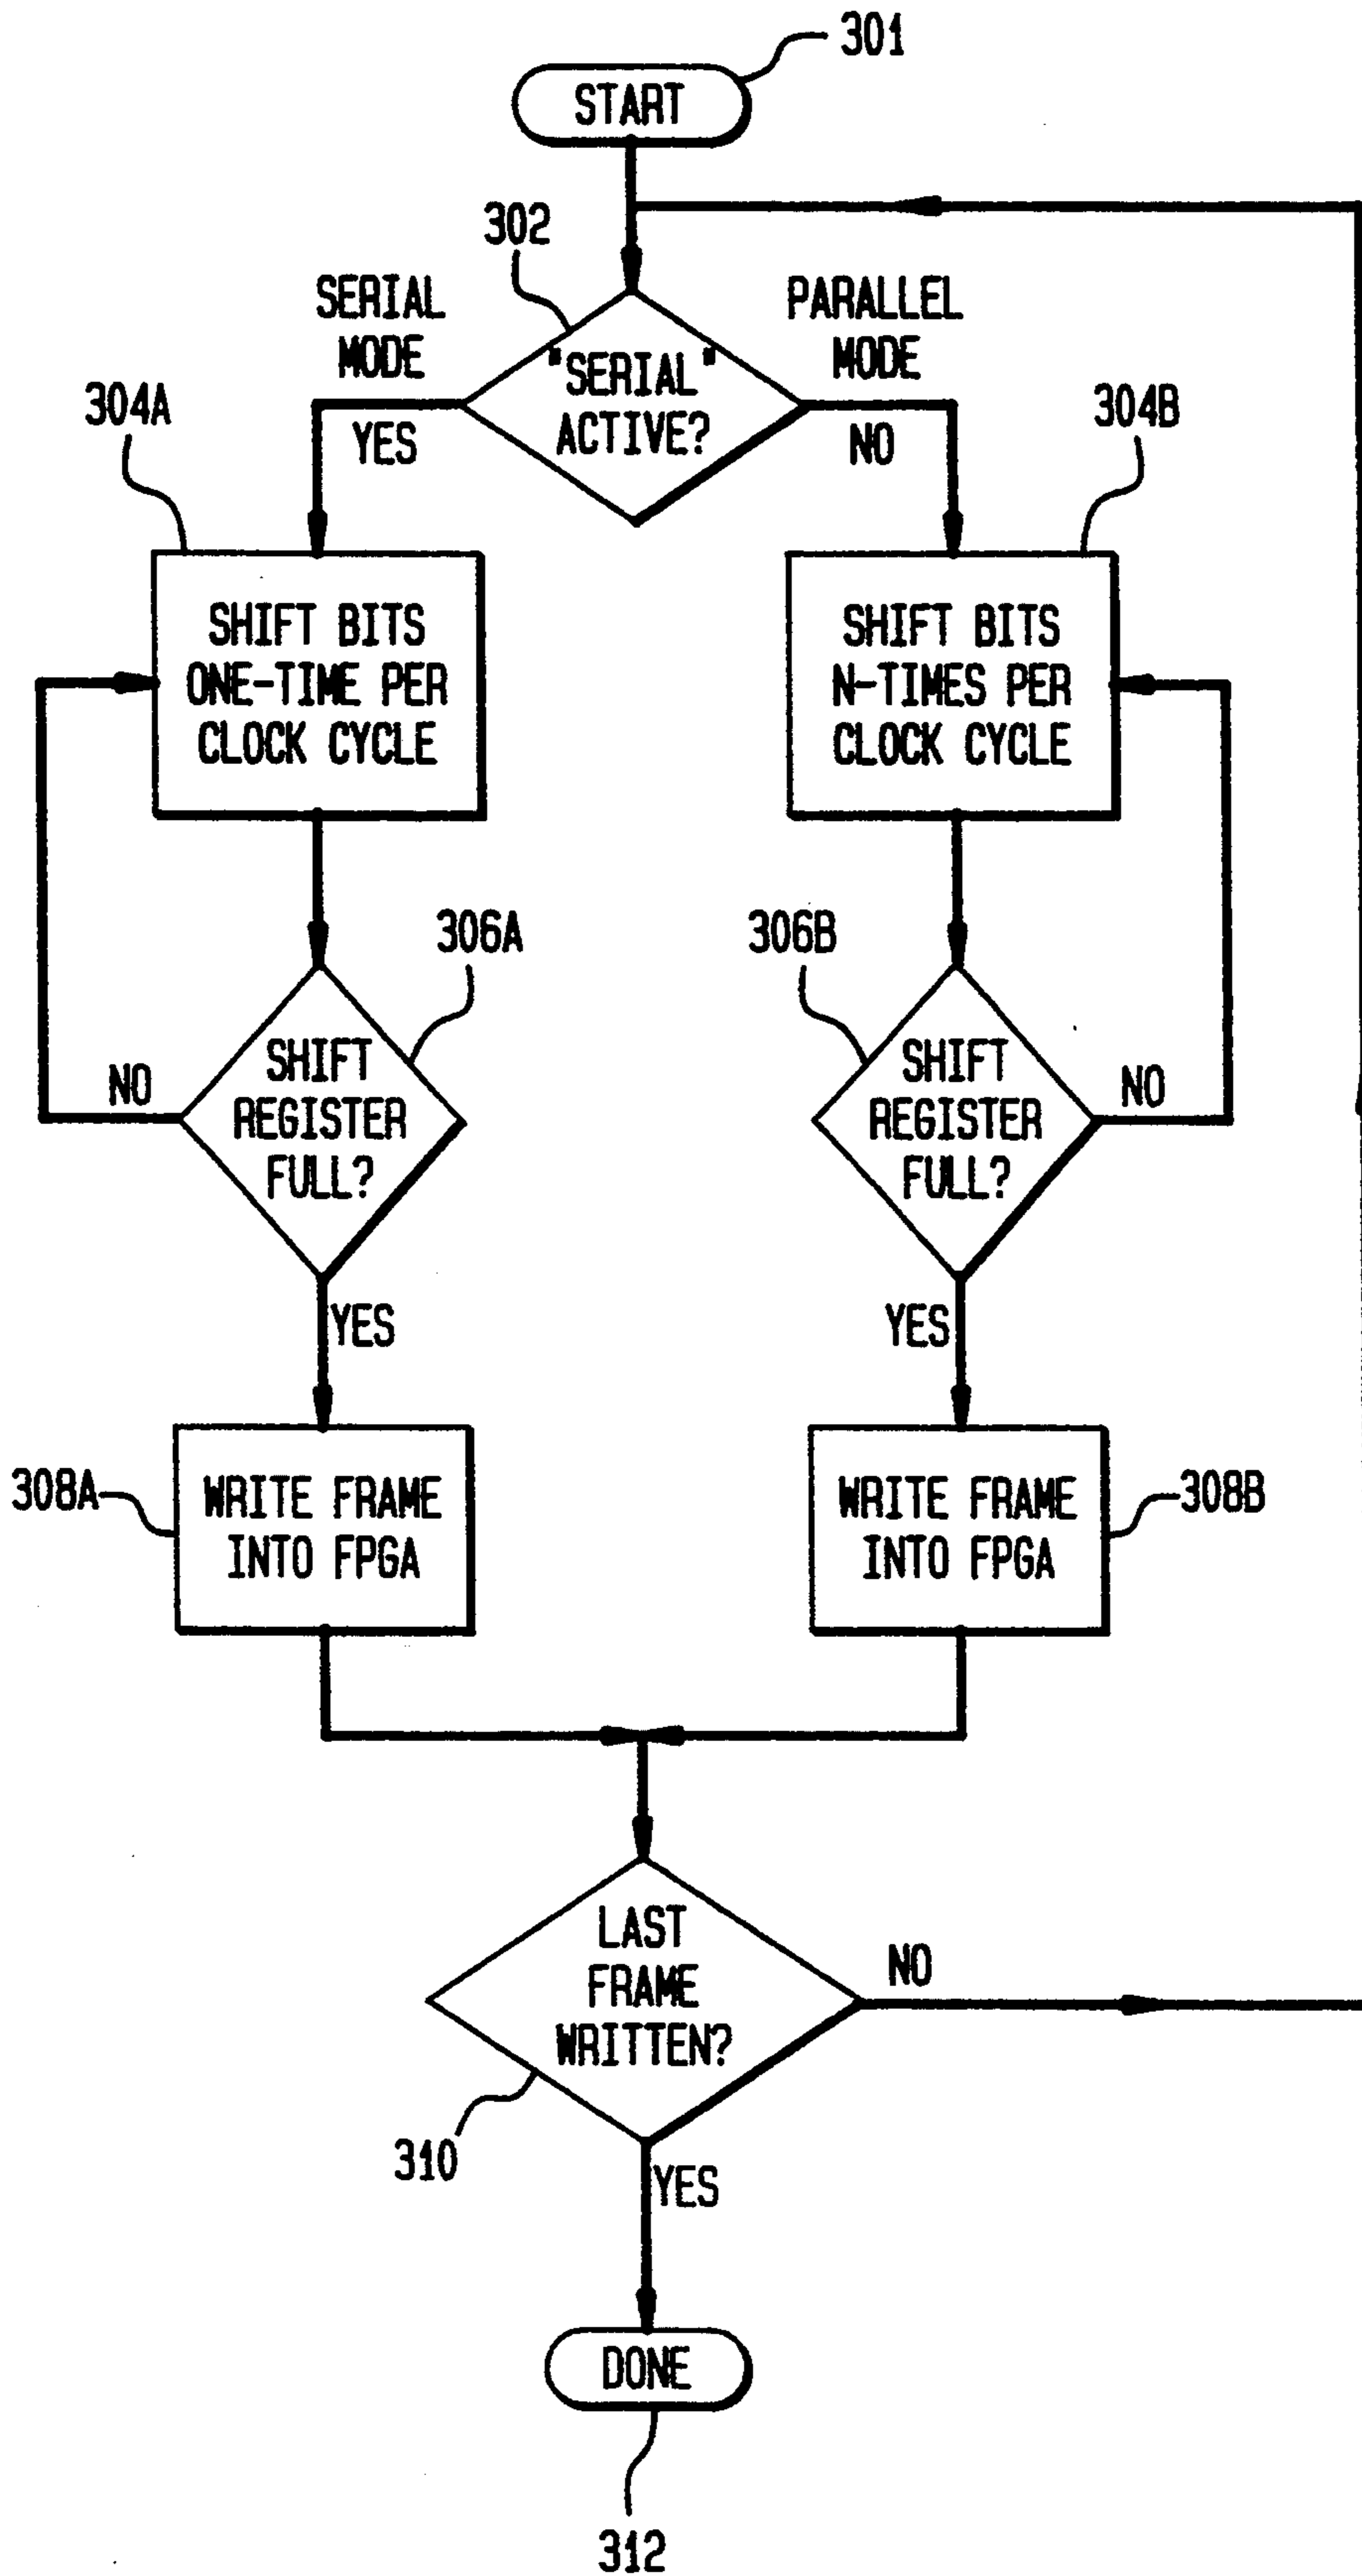 301
START
302
SERIAL
MODE
PARALLEL
MODE
"SERIAL"
ACTIVE?
YES
NO
304A
304B
SHIFT BITS
ONE-TIME PER
CLOCK CYCLE
SHIFT BITS
N-TIMES PER
CLOCK CYCLE
306A
306B
SHIFT
REGISTER
FULL?
NO
SHIFT
REGISTER
FULL?
NO
YES
YES
308A
WRITE FRAME
INTO FPGA
WRITE FRAME
INTO FPGA
308B
LAST
FRAME
WRITTEN?
NO
310
YES
DONE
312